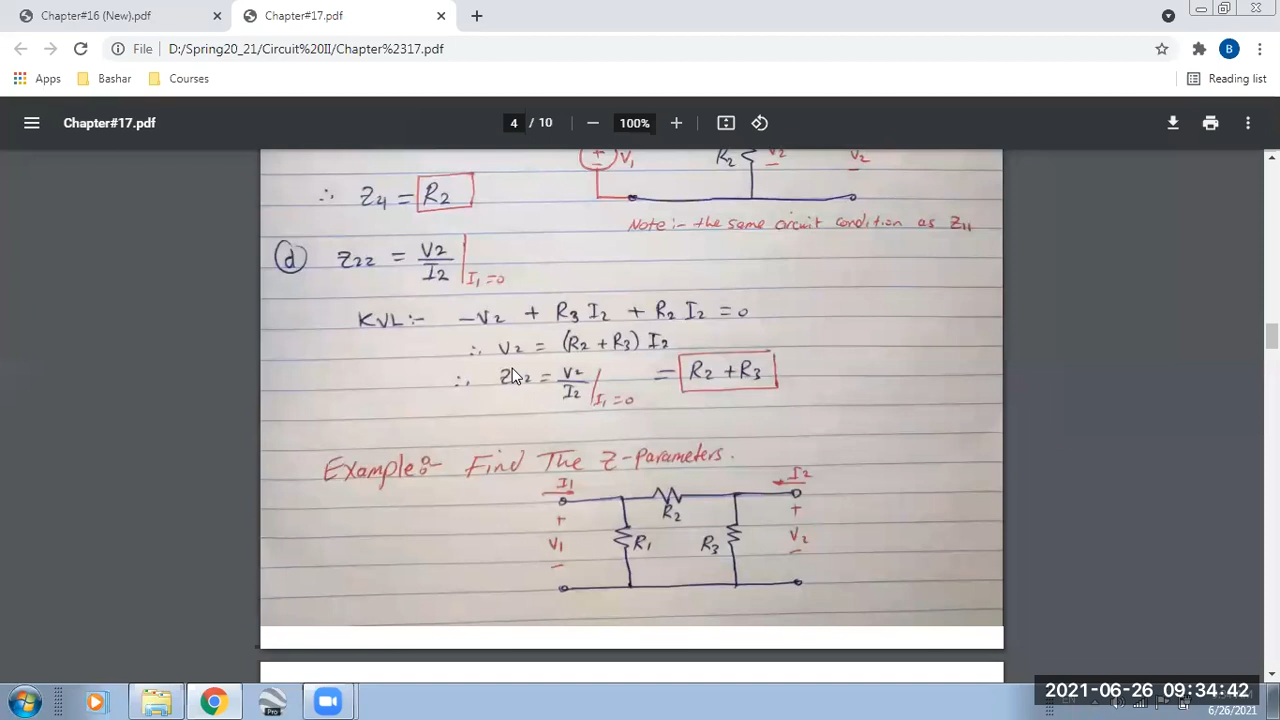 Chapter#16 (New).pdf
Chapter#17.pdf
File
D:/Spring20_21/Circuit%20II/Chapter%2317.pdf
B
Apps
Bashar
Courses
Reading list
Chapter#17.pdf
4 / 10
100%
+ V1
R2
V2
V2
∴ Z21 = R2
Note:- the same circuit condition as Z11
(d) Z22 = V2/I2 | I1=0
KVL:- -V2 + R3 I2 + R2 I2 = 0
∴ V2 = (R2 + R3) I2
∴ Z22 = V2/I2 | I1=0 = R2 + R3
Example:- Find The Z-parameters.
I1
I2
R2
+
+
V1
R1
R3
V2
-
-
2021-06-26 09:34:42
6/26/2021